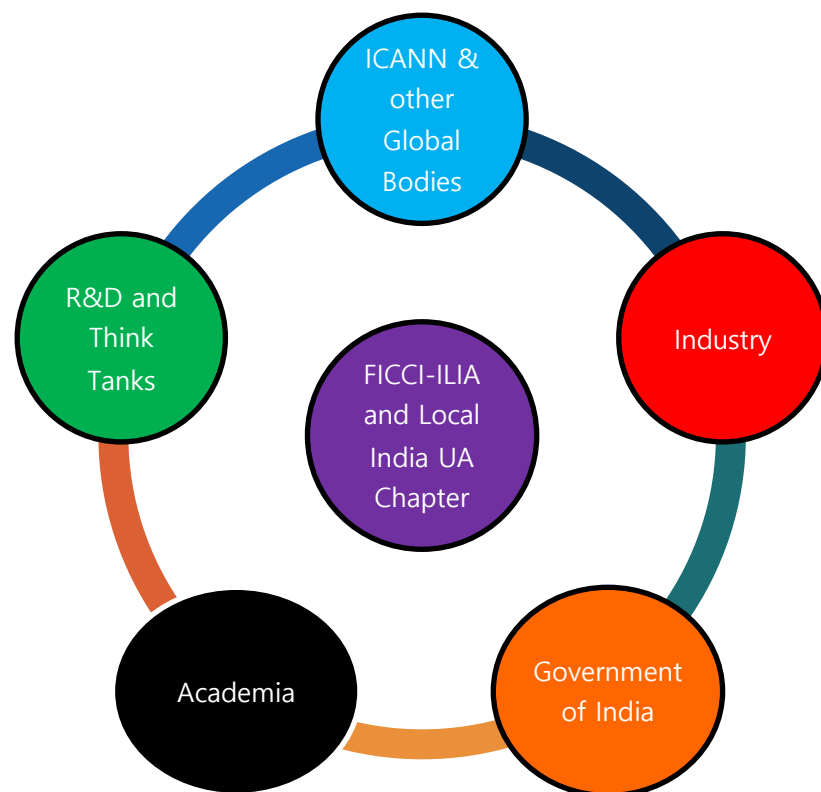 ICANN &
other
Global
Bodies
R&D and
Think
Tanks
Industry
FICCI-ILIA
and Local
India UA
Chapter
Academia
Government
of India